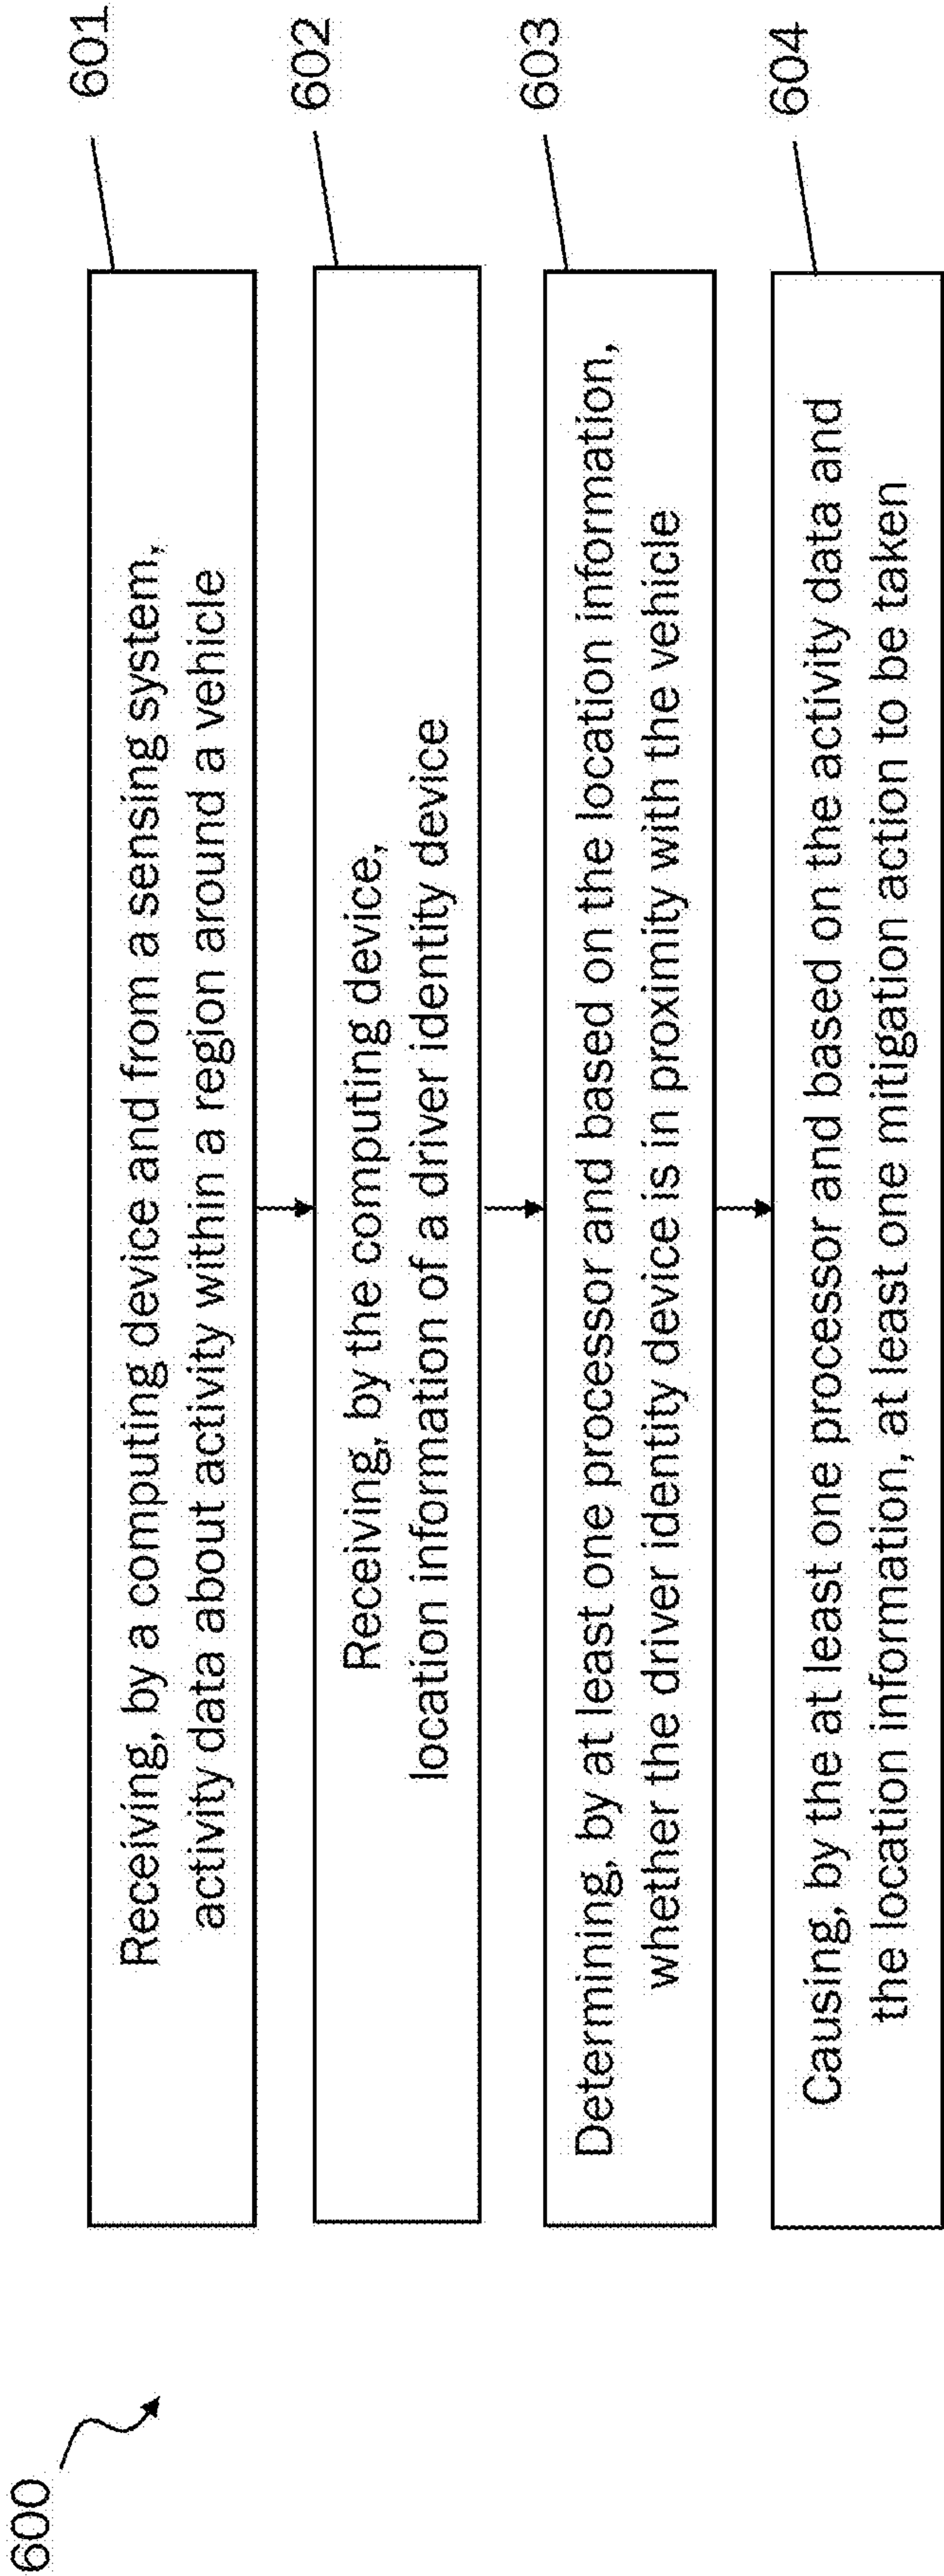 600
601
Receiving, by a computing device and from a sensing system,
activity data about activity within a region around a vehicle
602
Receiving, by the computing device,
location information of a driver identity device
603
Determining, by at least one processor and based on the location information,
whether the driver identity device is in proximity with the vehicle
604
Causing, by the at least one processor and based on the activity data and
the location information, at least one mitigation action to be taken